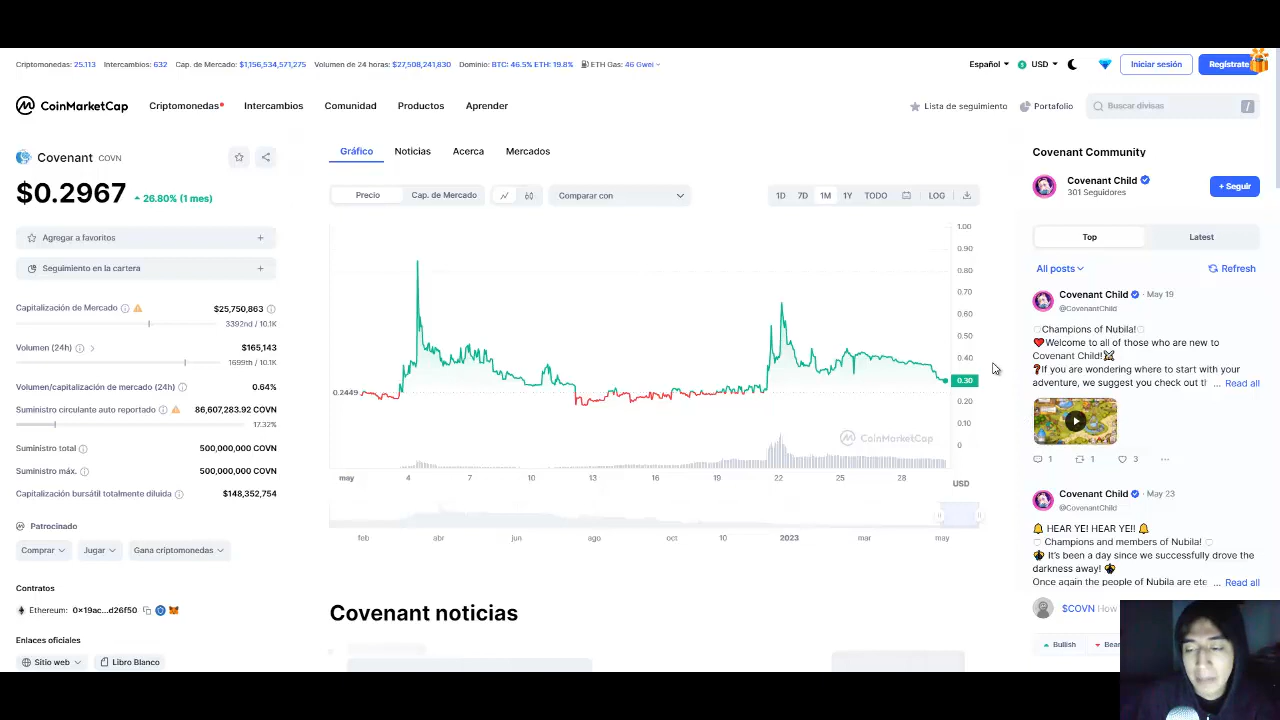 Criptomonedas: 25.113 Intercambios: 632 Cap. de Mercado: $1,156,534,571,275 Volumen de 24 horas: $27,508,241,830 Dominio: BTC: 46.5% ETH: 19.8% ETH Gas: 46 Gwei
Español USD Iniciar sesión Regístrate
CoinMarketCap Criptomonedas Intercambios Comunidad Productos Aprender Lista de seguimiento Portafolio Buscar divisas /
Covenant COVN
$0.2967 26.80% (1 mes)
Agregar a favoritos +
Seguimiento en la cartera +
Capitalización de Mercado $25,750,863
3392nd / 10.1K
Volumen (24h) $165,143
1699th / 10.1K
Volumen/capitalización de mercado (24h) 0.64%
Suministro circulante auto reportado 86,607,283.92 COVN
17.32%
Suministro total 500,000,000 COVN
Suministro máx. 500,000,000 COVN
Capitalización bursátil totalmente diluida $148,352,754
Patrocinado
Comprar Jugar Gana criptomonedas
Contratos
Ethereum: 0x19ac...d26f50
Enlaces oficiales
Sitio web Libro Blanco
Gráfico Noticias Acerca Mercados
Precio Cap. de Mercado Comparar con 1D 7D 1M 1Y TODO LOG
1.00
0.90
0.80
0.70
0.60
0.50
0.40
0.30
0.2449
0.20
0.10
0
CoinMarketCap
may 4 7 10 13 16 19 22 25 28 USD
feb abr jun ago oct 10 2023 mar may
Covenant noticias
Covenant Community
Covenant Child
301 Seguidores
+ Seguir
Top Latest
All posts Refresh
Covenant Child May 19
@CovenantChild
Champions of Nubila!
Welcome to all of those who are new to
Covenant Child!
If you are wondering where to start with your
adventure, we suggest you check out t ... Read all
1 1 3 ...
Covenant Child May 23
@CovenantChild
HEAR YE! HEAR YE!!
Champions and members of Nubila!
It's been a day since we successfully drove the
darkness away!
Once again the people of Nubila are ete ... Read all
$COVN How
Bullish Bear